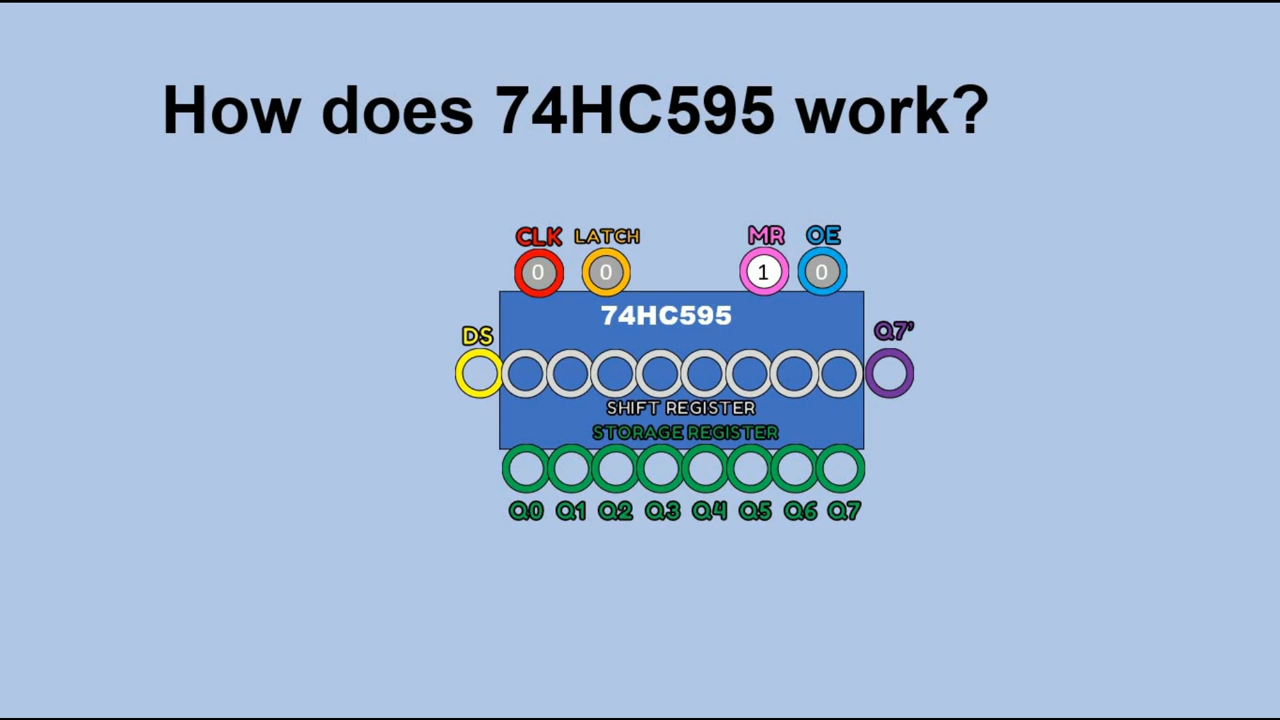 How does 74HC595 work?
CLK LATCH MR OE
0 0 1 0
74HC595
DS Q7'
SHIFT REGISTER
STORAGE REGISTER
Q0 Q1 Q2 Q3 Q4 Q5 Q6 Q7